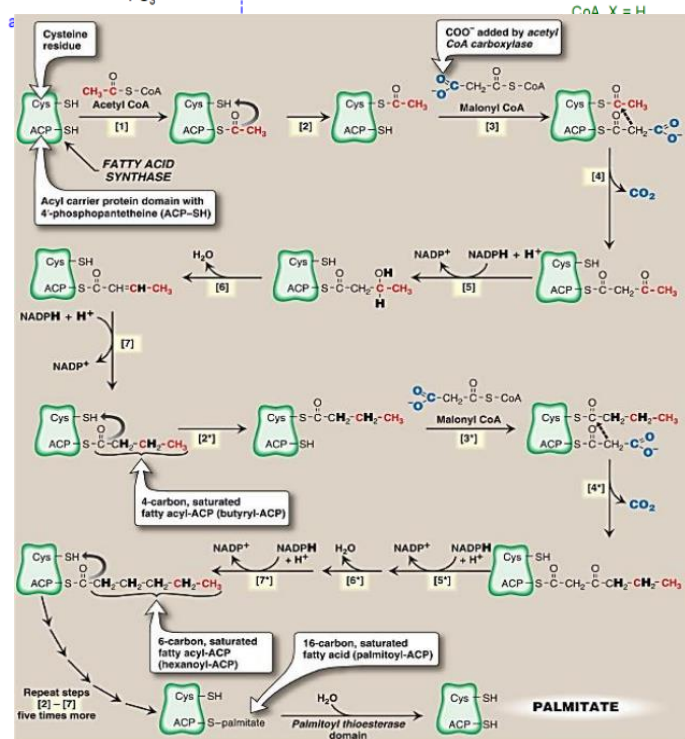 a
CoA, X = H
Cysteine
residue
COO⁻ added by acetyl
CoA carboxylase
CH₃-C-S-CoA
O
Acetyl CoA
[1]
Cys SH
ACP SH
Cys SH
ACP S-C-CH₃
O
[2]
O
Cys S-C-CH₃
ACP SH
O O
C-CH₂-C-S-CoA
⁻O
Malonyl CoA
[3]
O
Cys S-C-CH₃
O
ACP S-C-CH₂-C-O
O⁻
FATTY ACID
SYNTHASE
Acyl carrier protein domain with
4'-phosphopantetheine (ACP–SH)
[4]
CO₂
Cys SH
O
ACP S-C-CH=CH-CH₃
H₂O
[6]
Cys SH
O OH
ACP S-C-CH₂-C-CH₃
H
NADP⁺ NADPH + H⁺
[5]
Cys SH
O O
ACP S-C-CH₂-C-CH₃
NADPH + H⁺
[7]
NADP⁺
Cys SH
O
ACP S-C-CH₂-CH₂-CH₃
[2*]
O
Cys S-C-CH₂-CH₂-CH₃
ACP SH
O O
C-CH₂-C-S-CoA
⁻O
Malonyl CoA
[3*]
O
Cys S-C-CH₂-CH₂-CH₃
O
ACP S-C-CH₂-C-O
O⁻
4-carbon, saturated
fatty acyl-ACP (butyryl-ACP)
[4*]
CO₂
Cys SH
O
ACP S-C-CH₂-CH₂-CH₂-CH₂-CH₃
NADP⁺ NADPH
+ H⁺
[7*]
H₂O
[6*]
NADP⁺ NADPH
+ H⁺
[5*]
Cys SH
O O
ACP S-C-CH₂-C-CH₂-CH₂-CH₃
6-carbon, saturated
fatty acyl-ACP
(hexanoyl-ACP)
16-carbon, saturated
fatty acid (palmitoyl-ACP)
Repeat steps
[2] – [7]
five times more
Cys SH
ACP S-palmitate
H₂O
Palmitoyl thioesterase
domain
Cys SH
ACP SH
PALMITATE